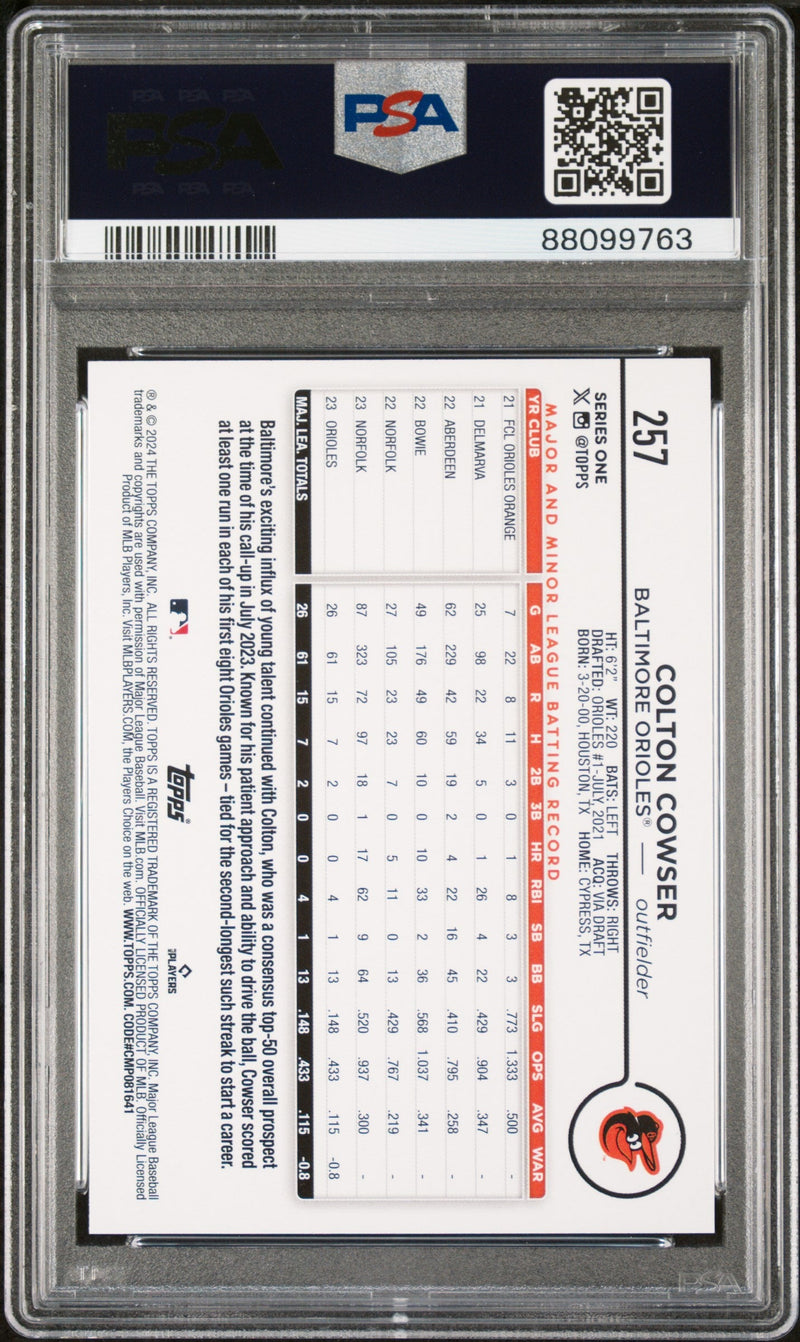 PSA PSA PSA
PSA
PSA PSA PSA
PSA
88099763
257
COLTON COWSER
BALTIMORE ORIOLES® — outfielder
SERIES ONE
@TOPPS
HT: 6'2" WT: 220 BATS: LEFT THROWS: RIGHT
DRAFTED: ORIOLES #1-JULY, 2021 ACQ: VIA DRAFT
BORN: 3-20-00, HOUSTON, TX HOME: CYPRESS, TX
MAJOR AND MINOR LEAGUE BATTING RECORD
YR CLUB G AB R H 2B 3B HR RBI SB BB SLG OPS AVG WAR
21 FCL ORIOLES ORANGE 7 22 8 11 3 0 1 8 3 3 .773 1.333 .500 -
21 DELMARVA 25 98 22 34 5 0 1 26 4 22 .429 .904 .347 -
22 ABERDEEN 62 229 42 59 19 2 4 22 16 45 .410 .795 .258 -
22 BOWIE 49 176 49 60 10 0 10 33 2 36 .568 1.037 .341 -
22 NORFOLK 27 105 23 23 7 0 5 11 0 13 .429 .767 .219 -
23 NORFOLK 87 323 72 97 18 1 17 62 9 64 .520 .937 .300 -
23 ORIOLES 26 61 15 7 2 0 0 4 1 13 .148 .433 .115 -0.8
MAJ. LEA. TOTALS 26 61 15 7 2 0 0 4 1 13 .148 .433 .115 -0.8
Baltimore's exciting influx of young talent continued with Colton, who was a consensus top-50 overall prospect
at the time of his call-up in July 2023. Known for his patient approach and ability to drive the ball, Cowser scored
at least one run in each of his first eight Orioles games – tied for the second-longest such streak to start a career.
topps®
PLAYERS
® & © 2024 THE TOPPS COMPANY, INC. ALL RIGHTS RESERVED. TOPPS IS A REGISTERED TRADEMARK OF THE TOPPS COMPANY, INC. Major League Baseball
trademarks and copyrights are used with permission of Major League Baseball. Visit MLB.com. OFFICIALLY LICENSED PRODUCT OF MLB. Officially Licensed
Product of MLB Players, Inc. Visit MLBPLAYERS.COM, the Players Choice on the web. WWW.TOPPS.COM. CODE#CMP081641
PSA